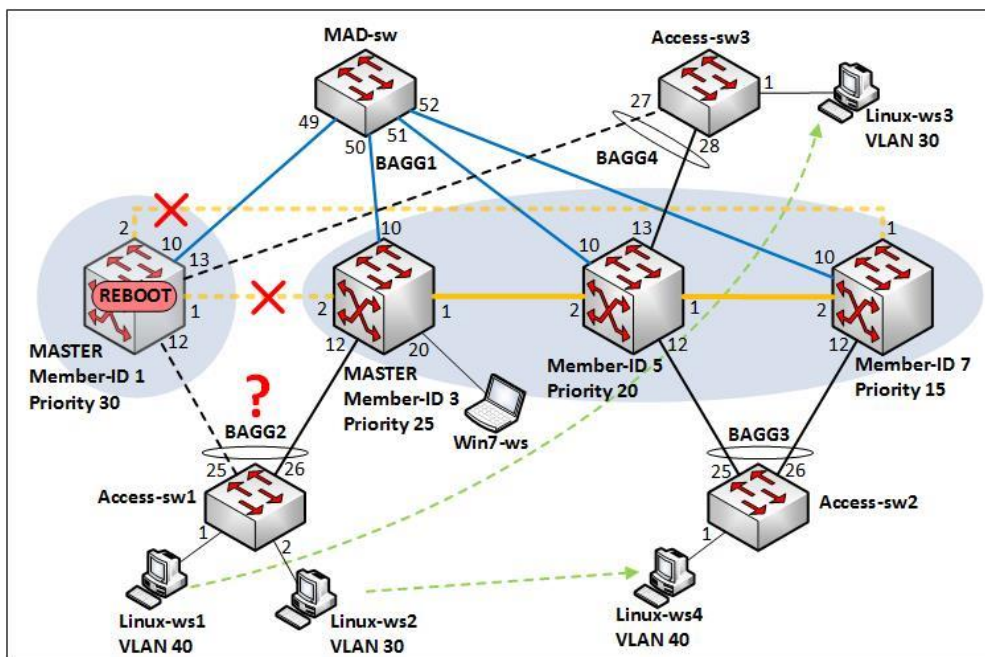 MAD-sw
Access-sw3
49
50
51
52
BAGG1
27
28
1
BAGG4
Linux-ws3
VLAN 30
2
10
13
REBOOT
1
12
MASTER
Member-ID 1
Priority 30
10
2
1
12
20
MASTER
Member-ID 3
Priority 25
Win7-ws
13
10
2
1
12
Member-ID 5
Priority 20
1
10
2
12
Member-ID 7
Priority 15
?
BAGG2
25
26
Access-sw1
1
2
BAGG3
25
26
Access-sw2
1
Linux-ws1
VLAN 40
Linux-ws2
VLAN 30
Linux-ws4
VLAN 40